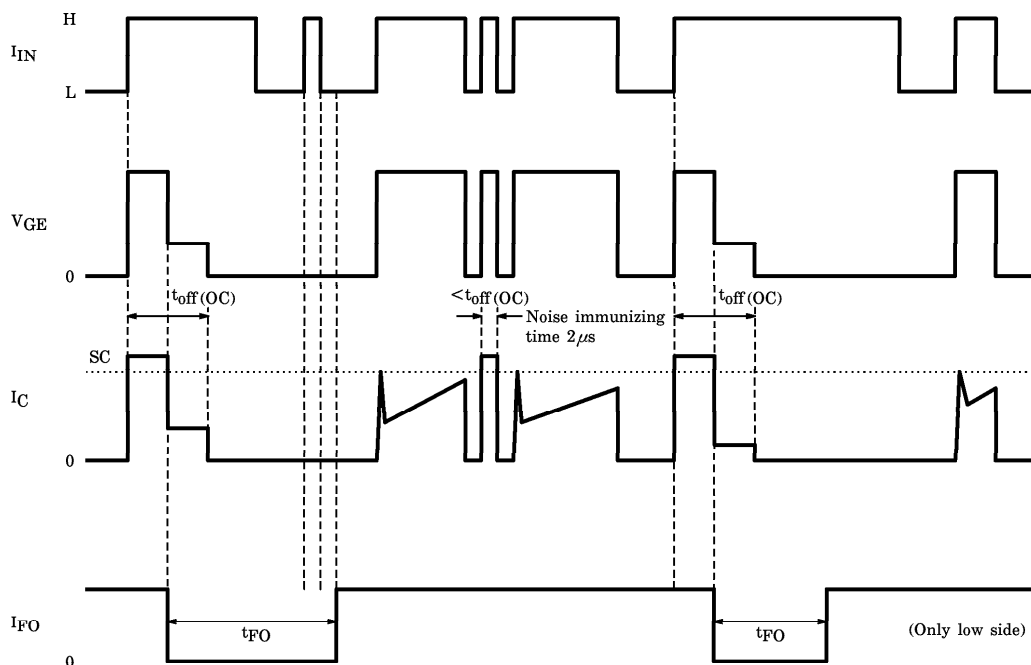 H
IIN
L
VGE
0
toff(OC)
<toff(OC)
toff(OC)
Noise immunizing
time 2μs
SC
IC
0
IFO
tFO
tFO
(Only low side)
0